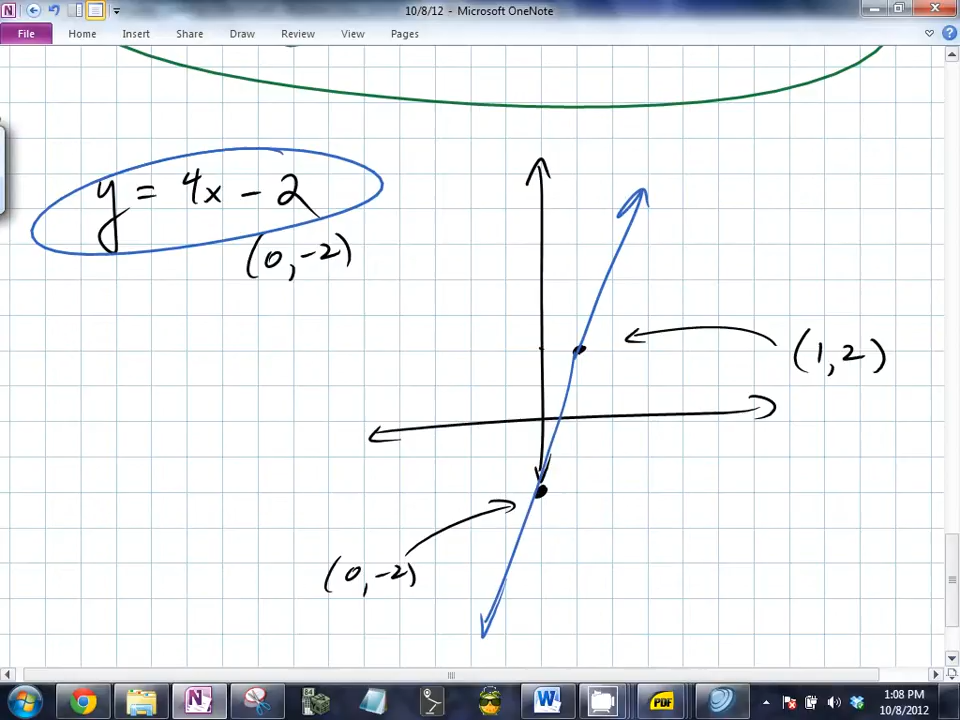 10/8/12 - Microsoft OneNote
File Home Insert Share Draw Review View Pages
y = 4x - 2
(0, -2)
(1, 2)
(0, -2)
W PDF
1:08 PM
10/8/2012